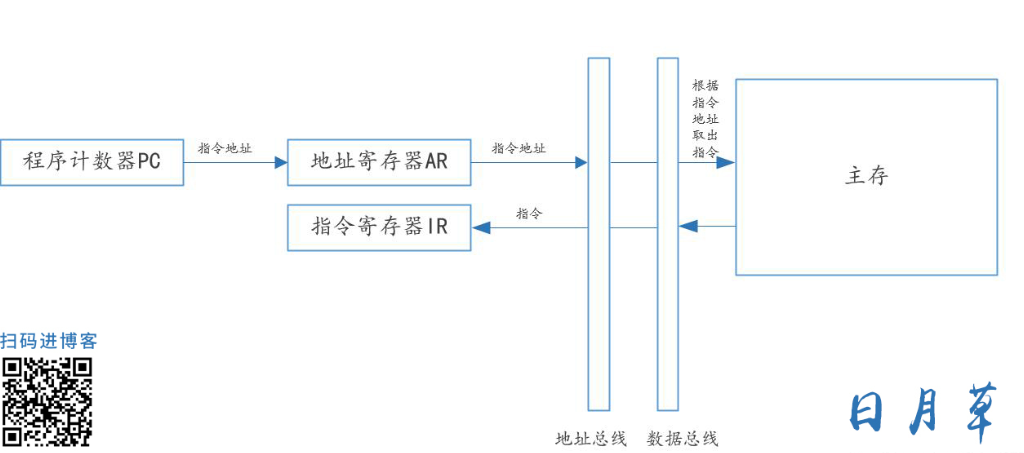 程序计数器PC
指令地址
地址寄存器AR
指令地址
根据
指令
地址
取出
指令
主存
指令寄存器IR
指令
扫码进博客
地址总线
数据总线
日月草